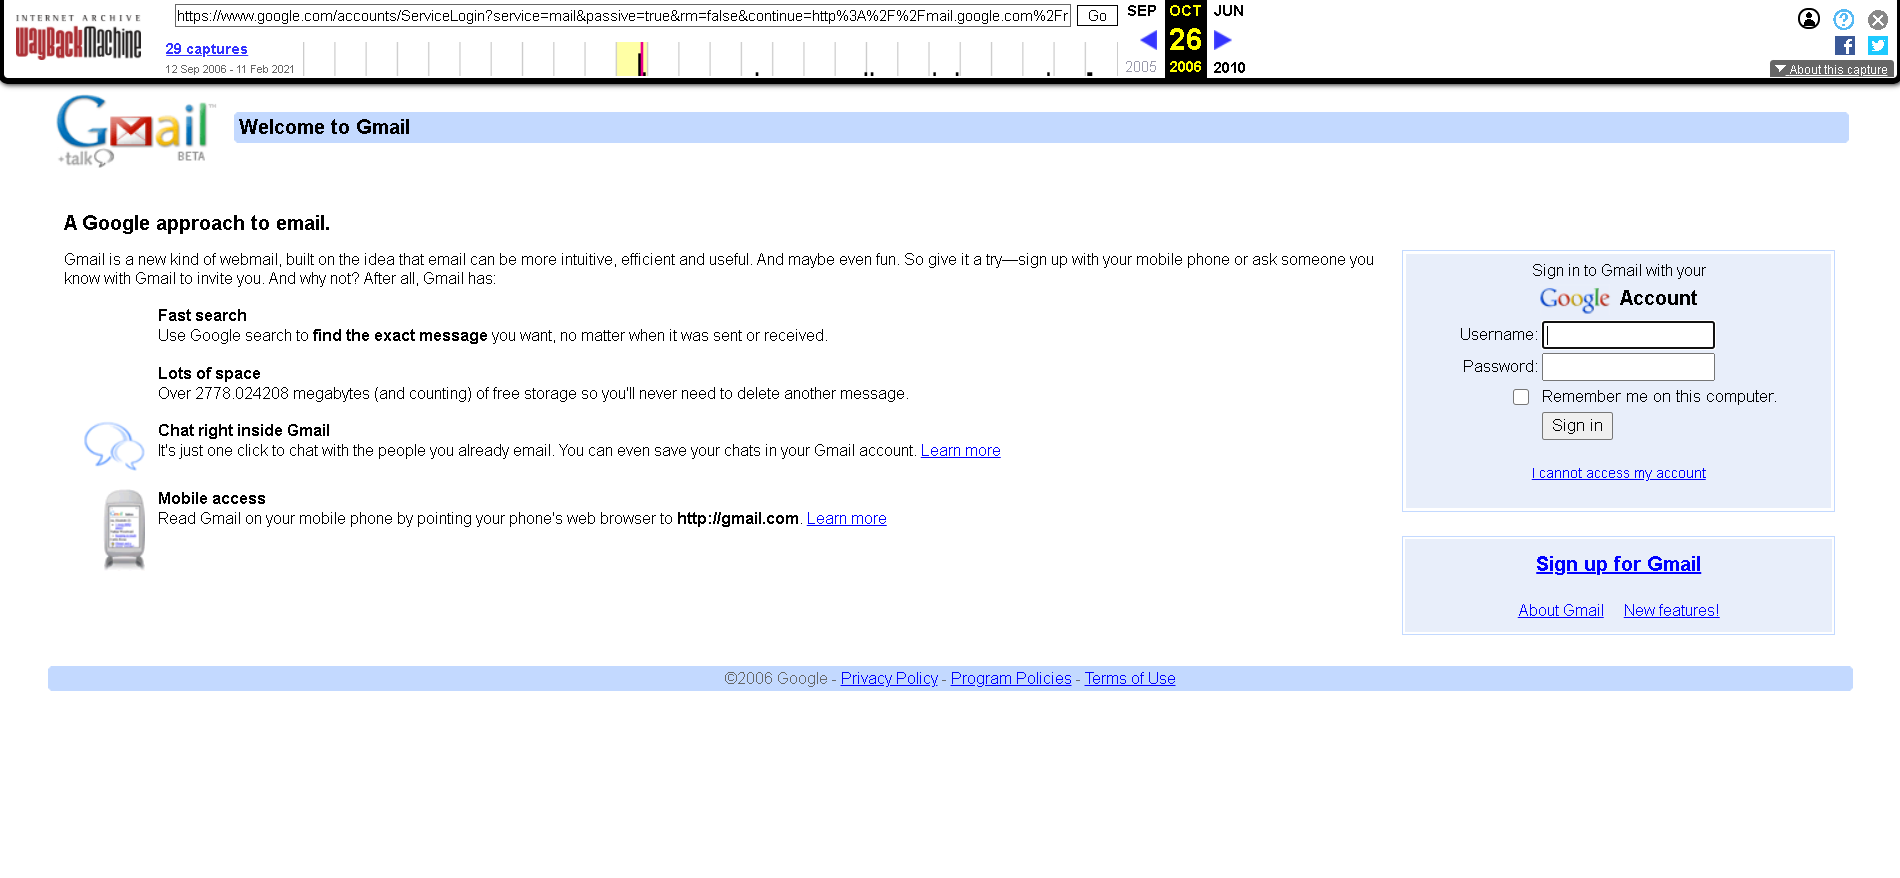 INTERNET ARCHIVE
WayBackMachine
https://www.google.com/accounts/ServiceLogin?service=mail&passive=true&rm=false&continue=http%3A%2F%2Fmail.google.com%2Fr
Go
SEP OCT JUN
26
2005 2006 2010
29 captures
12 Sep 2006 - 11 Feb 2021
About this capture
Gmail™
+talk BETA
Welcome to Gmail
A Google approach to email.
Gmail is a new kind of webmail, built on the idea that email can be more intuitive, efficient and useful. And maybe even fun. So give it a try—sign up with your mobile phone or ask someone you
know with Gmail to invite you. And why not? After all, Gmail has:
Fast search
Use Google search to find the exact message you want, no matter when it was sent or received.
Lots of space
Over 2778.024208 megabytes (and counting) of free storage so you'll never need to delete another message.
Chat right inside Gmail
It's just one click to chat with the people you already email. You can even save your chats in your Gmail account. Learn more
Mobile access
Read Gmail on your mobile phone by pointing your phone's web browser to http://gmail.com. Learn more
Sign in to Gmail with your
Google Account
Username:
Password:
Remember me on this computer.
Sign in
I cannot access my account
Sign up for Gmail
About Gmail New features!
©2006 Google - Privacy Policy - Program Policies - Terms of Use